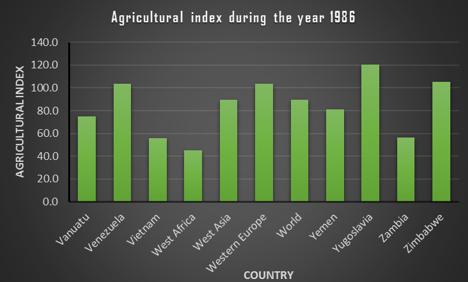 Agricultural index during the year 1986
AGRICULTURAL INDEX
140.0
120.0
100.0
80.0
60.0
40.0
20.0
0.0
Vanuatu
Venezuela
Vietnam
West Africa
West Asia
Western Europe
World
Yemen
Yugoslavia
Zambia
Zimbabwe
COUNTRY